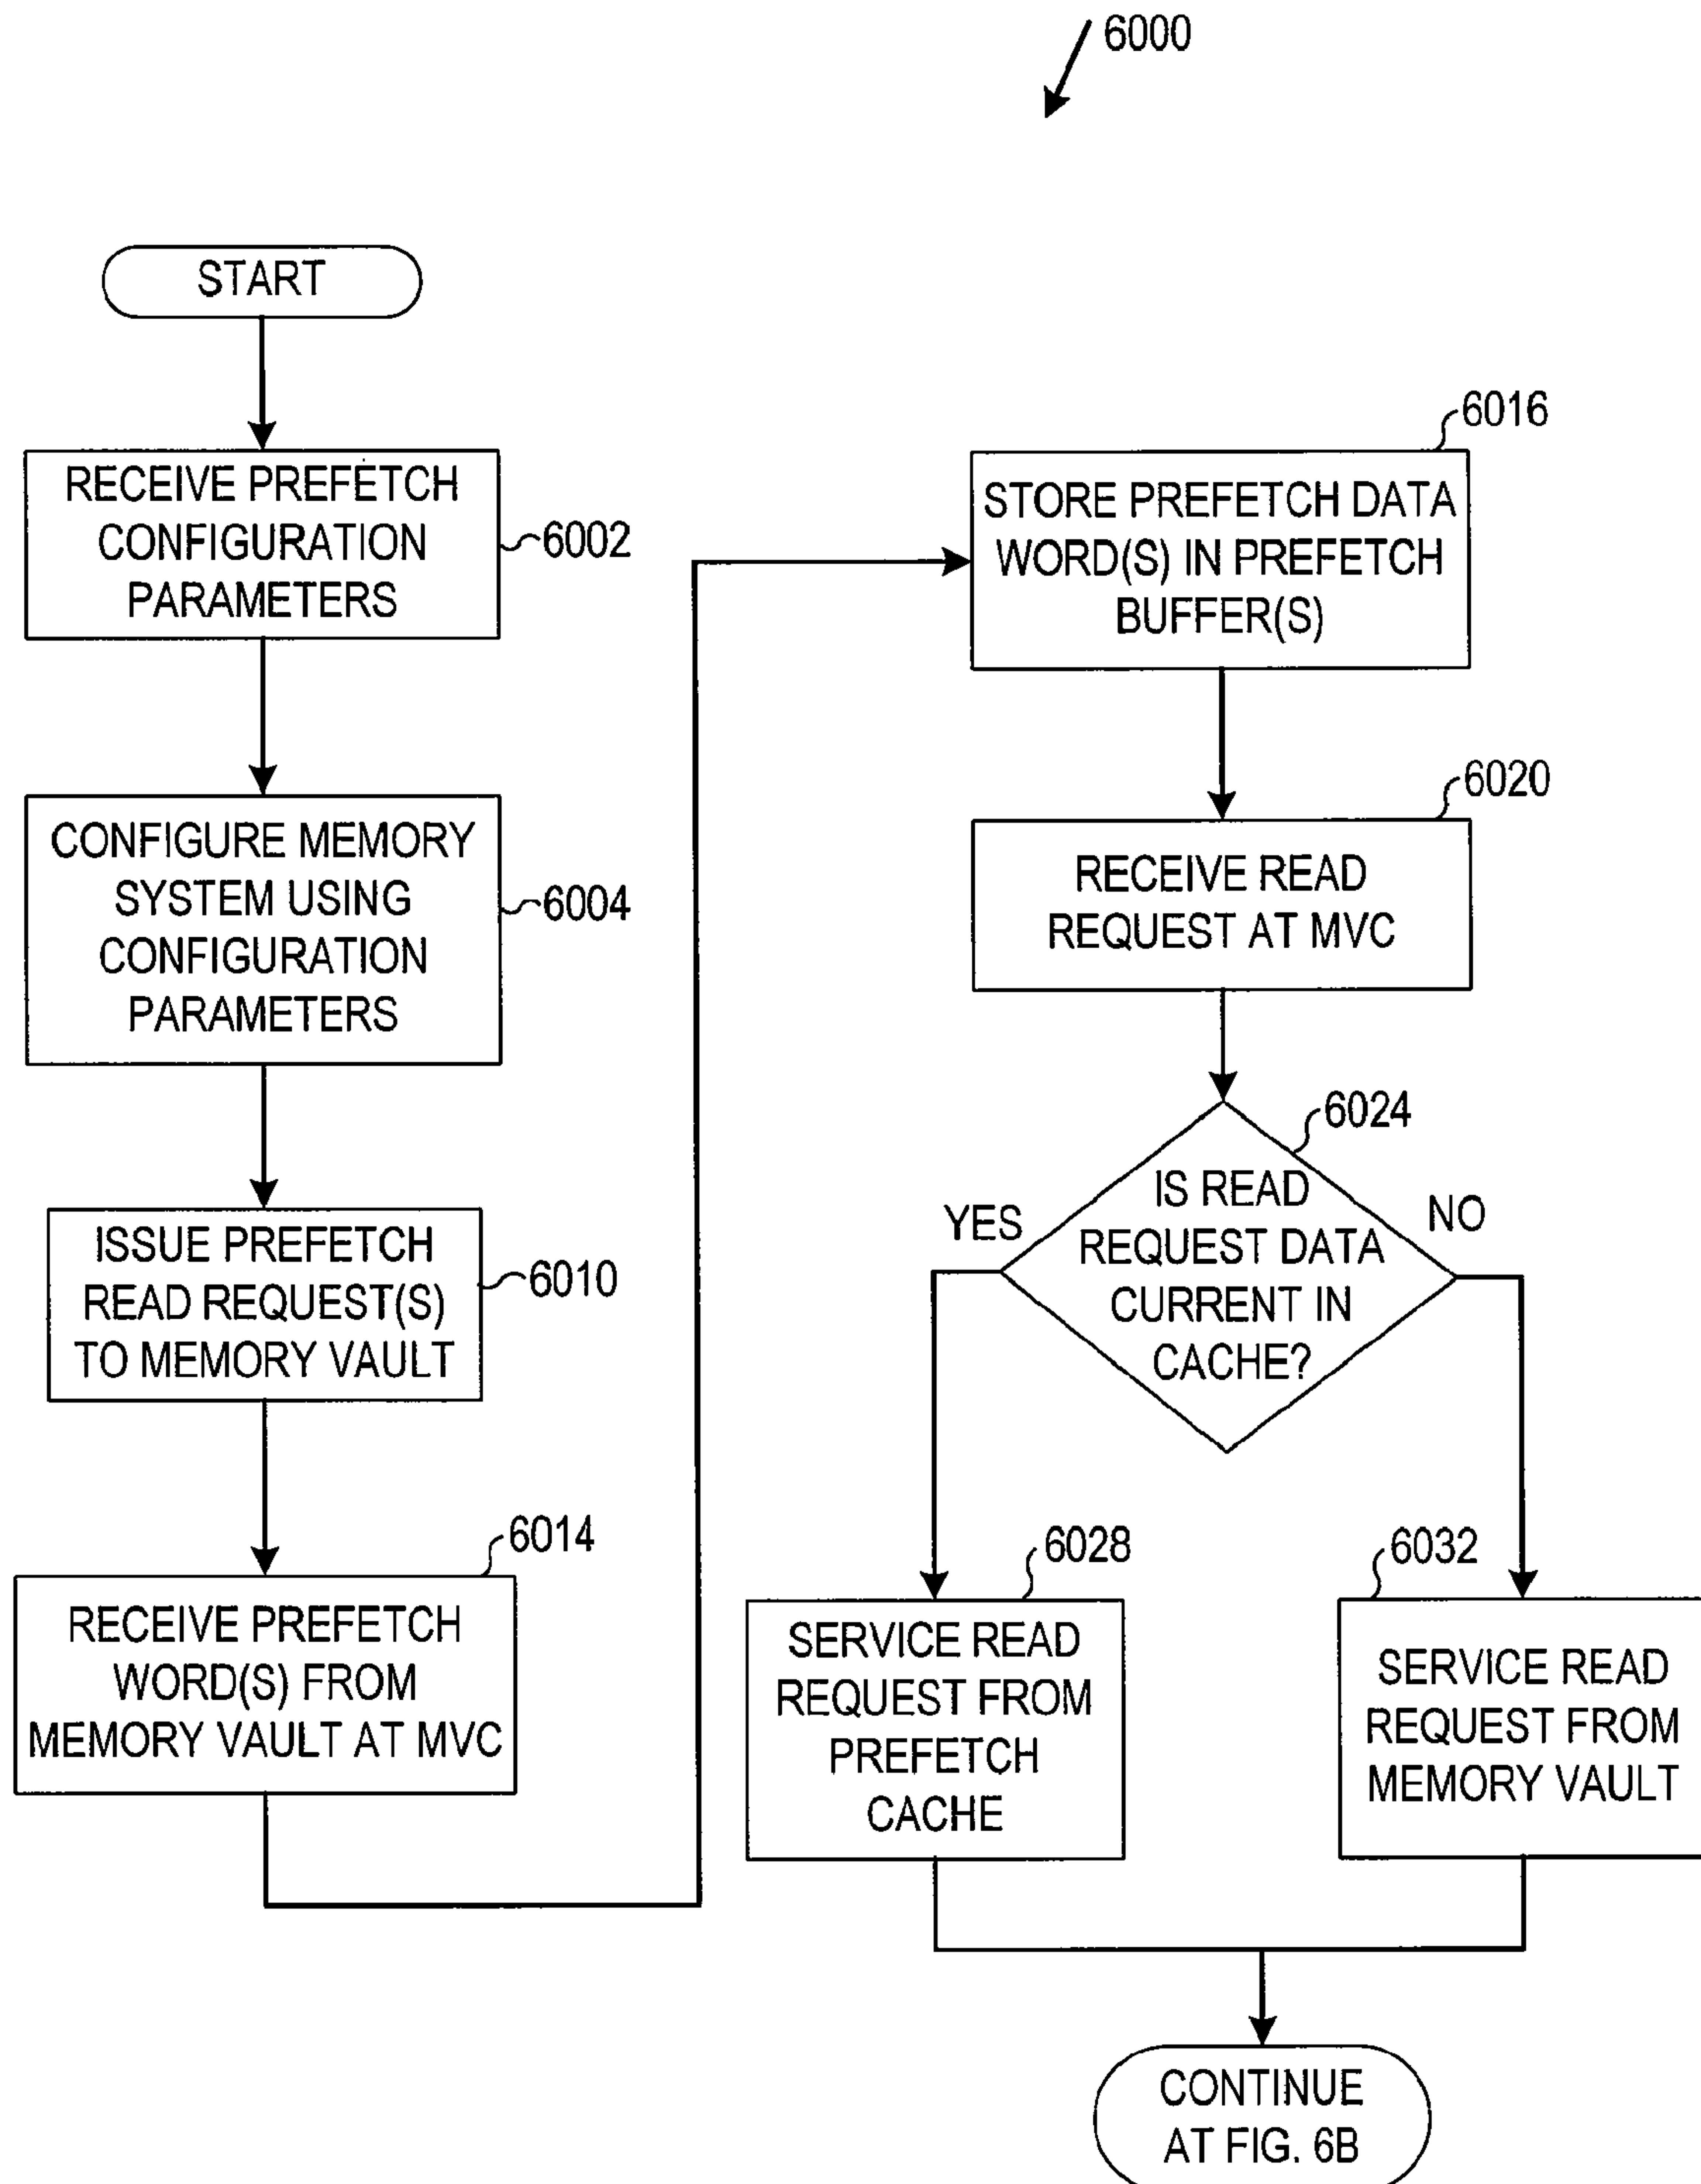 6000
START
RECEIVE PREFETCH
CONFIGURATION
PARAMETERS
6002
CONFIGURE MEMORY
SYSTEM USING
CONFIGURATION
PARAMETERS
6004
ISSUE PREFETCH
READ REQUEST(S)
TO MEMORY VAULT
6010
6014
RECEIVE PREFETCH
WORD(S) FROM
MEMORY VAULT AT MVC
6016
STORE PREFETCH DATA
WORD(S) IN PREFETCH
BUFFER(S)
6020
RECEIVE READ
REQUEST AT MVC
6024
IS READ
REQUEST DATA
CURRENT IN
CACHE?
YES
NO
6028
SERVICE READ
REQUEST FROM
PREFETCH
CACHE
6032
SERVICE READ
REQUEST FROM
MEMORY VAULT
CONTINUE
AT FIG. 6B